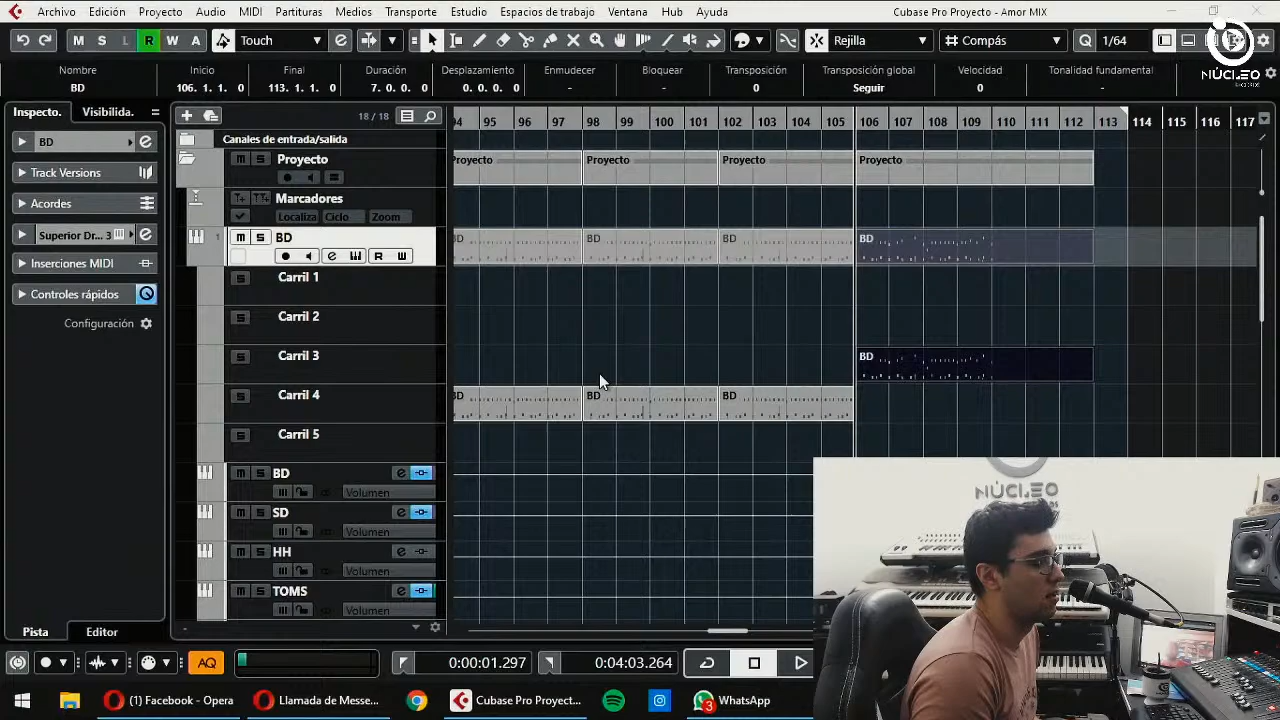 Archivo Edición Proyecto Audio MIDI Partituras Medios Transporte Estudio Espacios de trabajo Ventana Hub Ayuda Cubase Pro Proyecto - Amor MIX
M S L R W A Touch Rejilla Compás Q 1/64
NÚCLEO
Nombre Inicio Final Duración Desplazamiento Enmudecer Bloquear Transposición Transposición global Velocidad Tonalidad fundamental
BD 106. 1. 1. 0 113. 1. 1. 0 7. 0. 0. 0 0. 0. 0. 0 - - 0 Seguir 0 -
Inspecto. Visibilida. 18 / 18 94 95 96 97 98 99 100 101 102 103 104 105 106 107 108 109 110 111 112 113 114 115 116 117
BD Canales de entrada/salida
Track Versions m S Proyecto Proyecto Proyecto Proyecto Proyecto
Acordes Marcadores
Localiza Ciclo Zoom
Superior Dr... 3 1 m S BD BD BD BD BD
R
Inserciones MIDI Carril 1
Controles rápidos
Configuración Carril 2
Carril 3 BD
Carril 4 BD BD BD
Carril 5
m S BD
Volumen
m S SD
Volumen
m S HH
Volumen
m S TOMS
Volumen
NÚCLEO
Pista Editor
AQ 0:00:01.297 0:04:03.264
(1) Facebook - Opera Llamada de Messe... Cubase Pro Proyect... WhatsApp
3